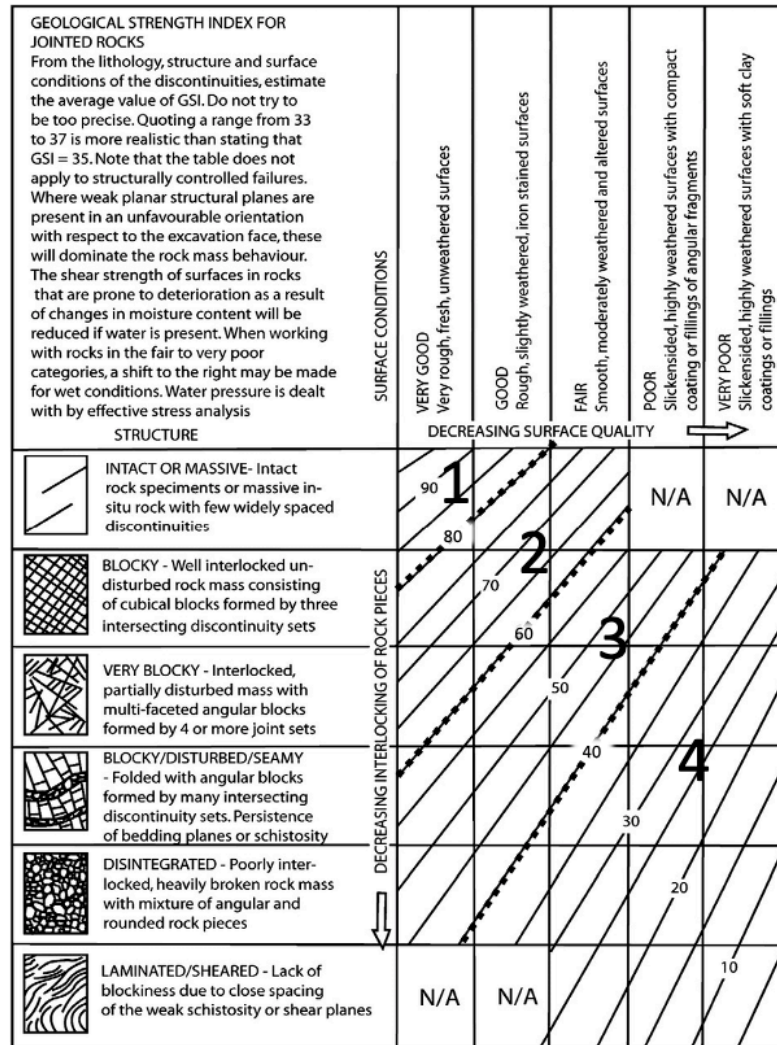 GEOLOGICAL STRENGTH INDEX FOR
JOINTED ROCKS
From the lithology, structure and surface
conditions of the discontinuities, estimate
the average value of GSI. Do not try to
be too precise. Quoting a range from 33
to 37 is more realistic than stating that
GSI = 35. Note that the table does not
apply to structurally controlled failures.
Where weak planar structural planes are
present in an unfavourable orientation
with respect to the excavation face, these
will dominate the rock mass behaviour.
The shear strength of surfaces in rocks
that are prone to deterioration as a result
of changes in moisture content will be
reduced if water is present. When working
with rocks in the fair to very poor
categories, a shift to the right may be made
for wet conditions. Water pressure is dealt
with by effective stress analysis
SURFACE CONDITIONS
VERY GOOD
Very rough, fresh, unweathered surfaces
GOOD
Rough, slightly weathered, iron stained surfaces
FAIR
Smooth, moderately weathered and altered surfaces
POOR
Slickensided, highly weathered surfaces with compact
coating or fillings of angular fragments
VERY POOR
Slickensided, highly weathered surfaces with soft clay
coatings or fillings
STRUCTURE
DECREASING SURFACE QUALITY
DECREASING INTERLOCKING OF ROCK PIECES
INTACT OR MASSIVE- Intact
rock speciments or massive in-
situ rock with few widely spaced
discontinuities
90
1
80
N/A
N/A
BLOCKY - Well interlocked un-
disturbed rock mass consisting
of cubical blocks formed by three
intersecting discontinuity sets
2
70
60
3
VERY BLOCKY - Interlocked,
partially disturbed mass with
multi-faceted angular blocks
formed by 4 or more joint sets
50
40
BLOCKY/DISTURBED/SEAMY
- Folded with angular blocks
formed by many intersecting
discontinuity sets. Persistence
of bedding planes or schistosity
4
30
DISINTEGRATED - Poorly inter-
locked, heavily broken rock mass
with mixture of angular and
rounded rock pieces
20
LAMINATED/SHEARED - Lack of
blockiness due to close spacing
of the weak schistosity or shear planes
N/A
N/A
10